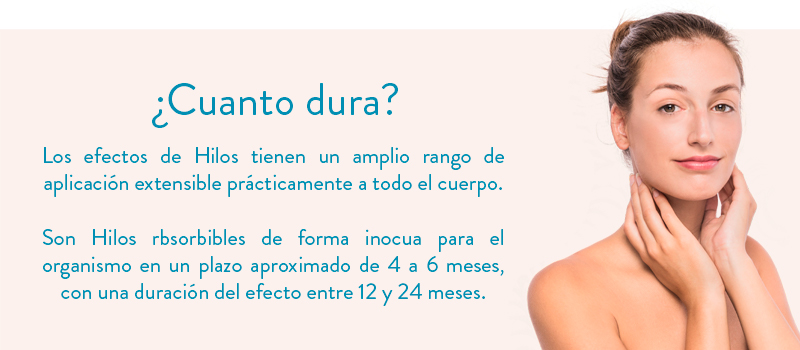 ¿Cuanto dura?
Los efectos de Hilos tienen un amplio rango de
aplicación extensible prácticamente a todo el cuerpo.
Son Hilos rbsorbibles de forma inocua para el
organismo en un plazo aproximado de 4 a 6 meses,
con una duración del efecto entre 12 y 24 meses.